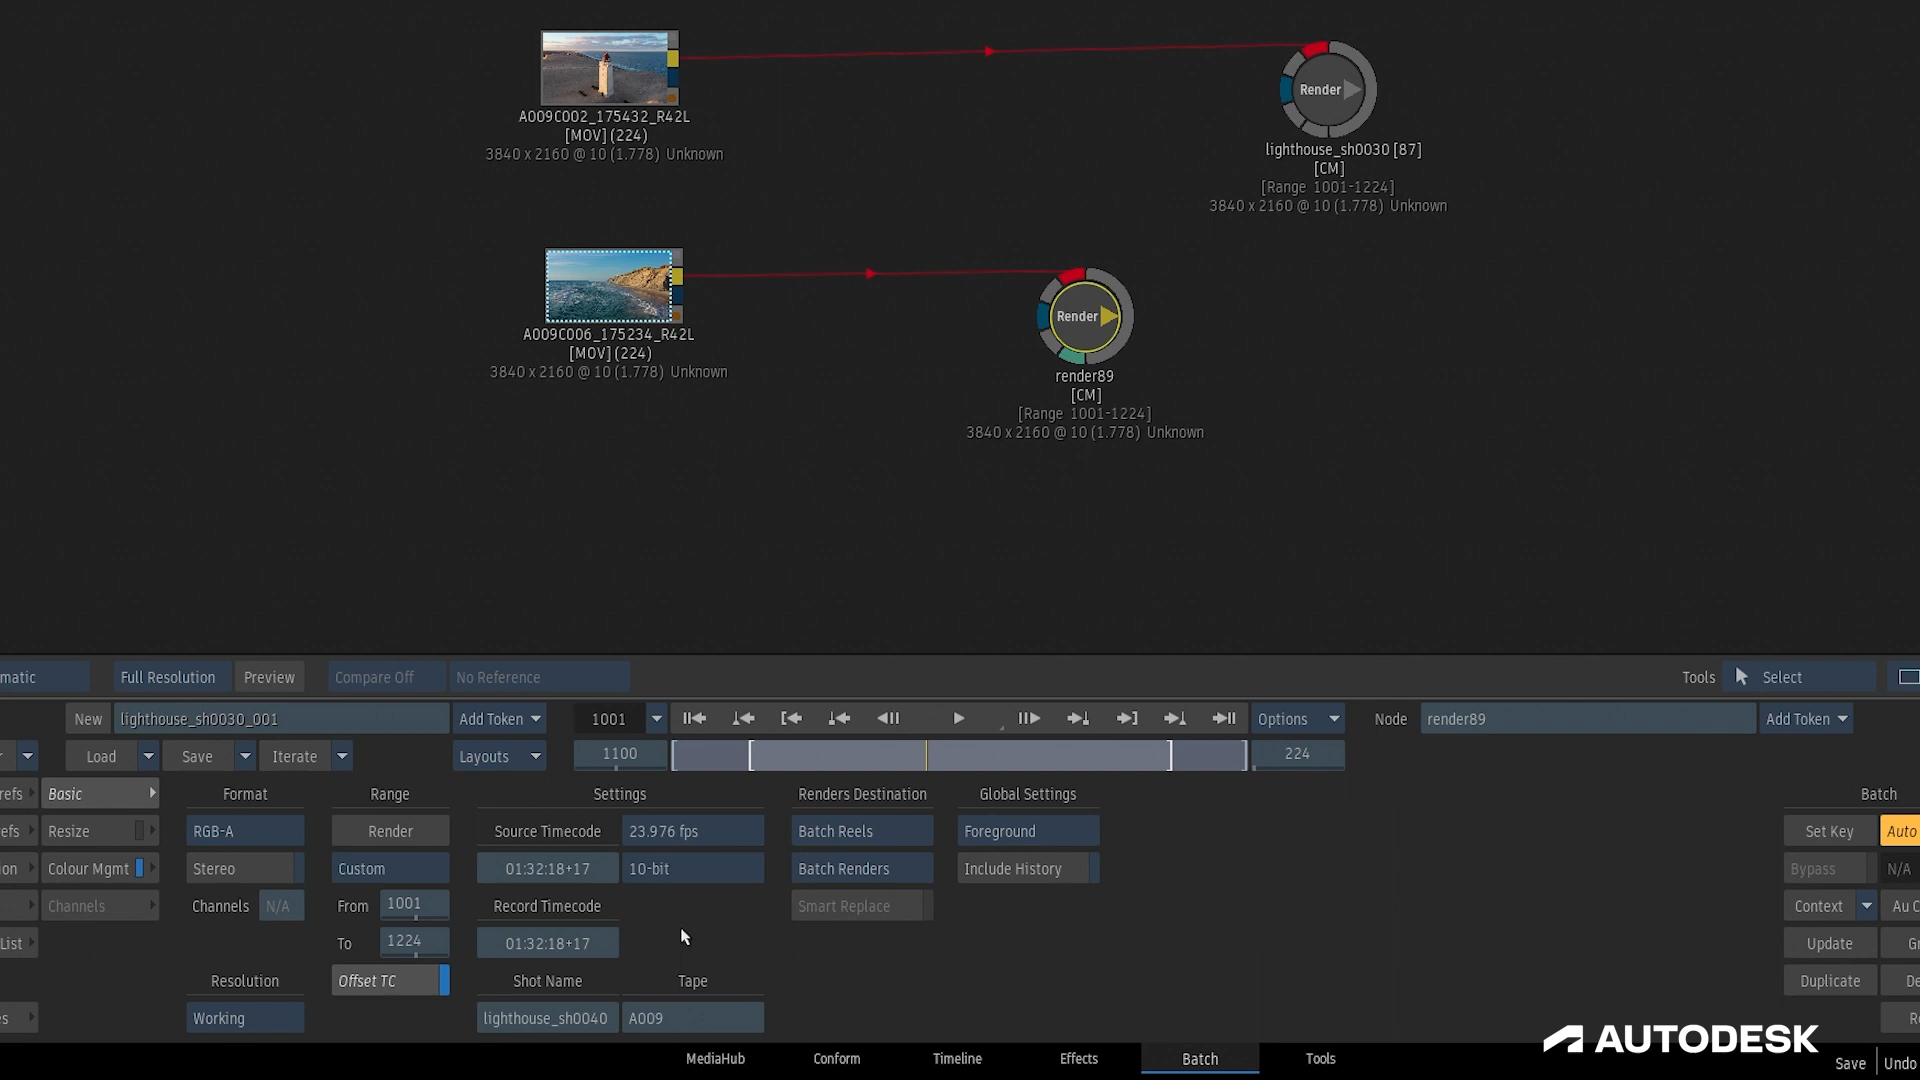 Render
A009C002_175432_R42L
[MOV] (224)
3840 x 2160 @ 10 (1.778) Unknown
lighthouse_sh0030 [87]
[CM]
[Range 1001-1224]
3840 x 2160 @ 10 (1.778) Unknown
Render
A009C006_175234_R42L
[MOV] (224)
3840 x 2160 @ 10 (1.778) Unknown
render89
[CM]
[Range 1001-1224]
3840 x 2160 @ 10 (1.778) Unknown
matic Full Resolution Preview Compare Off No Reference Tools Select
New lighthouse_sh0030_001 Add Token 1001 Options Node render89 Add Token
r Load Save Iterate Layouts 1100 224
refs Basic Format Range Settings Renders Destination Global Settings Batch
efs Resize RGB-A Render Source Timecode 23.976 fps Batch Reels Foreground Set Key Auto
ion Colour Mgmt Stereo Custom 01:32:18+17 10-bit Batch Renders Include History Bypass N/A
Channels Channels N/A From 1001 Record Timecode Smart Replace Context Au C
List To 1224 01:32:18+17 Update Gr
Resolution Offset TC Shot Name Tape Duplicate De
s Working lighthouse_sh0040 A009 Re
AUTODESK
MediaHub Conform Timeline Effects Batch Tools Save Undo